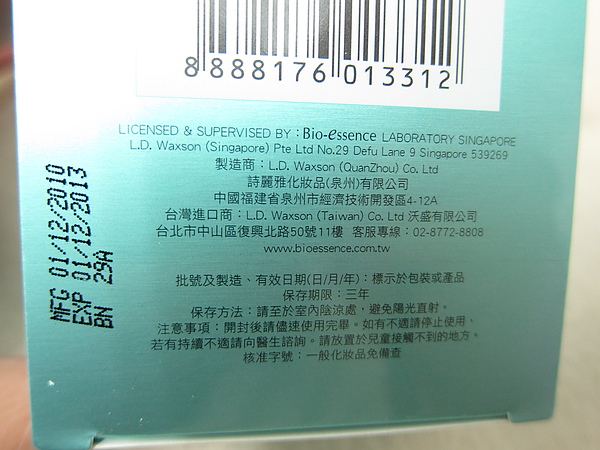 8 888176 013312
LICENSED & SUPERVISED BY : Bio-essence LABORATORY SINGAPORE
L.D. Waxson (Singapore) Pte Ltd No.29 Defu Lane 9 Singapore 539269
製造商：L.D. Waxson (QuanZhou) Co. Ltd
詩麗雅化妝品(泉州)有限公司
中國福建省泉州市經濟技術開發區4-12A
台灣進口商：L.D. Waxson (Taiwan) Co. Ltd 沃盛有限公司
台北市中山區復興北路50號11樓 客服專線：02-8772-8808
www.bioessence.com.tw
批號及製造、有效日期(日/月/年)：標示於包裝或產品
保存期限：三年
保存方法：請至於室內陰涼處，避免陽光直射。
注意事項：開封後請儘速使用完畢。如有不適請停止使用，
若有持續不適請向醫生諮詢。請放置於兒童接觸不到的地方。
核准字號：一般化妝品免備查
MFG 01/12/2010
EXP 01/12/2013
BN 29A